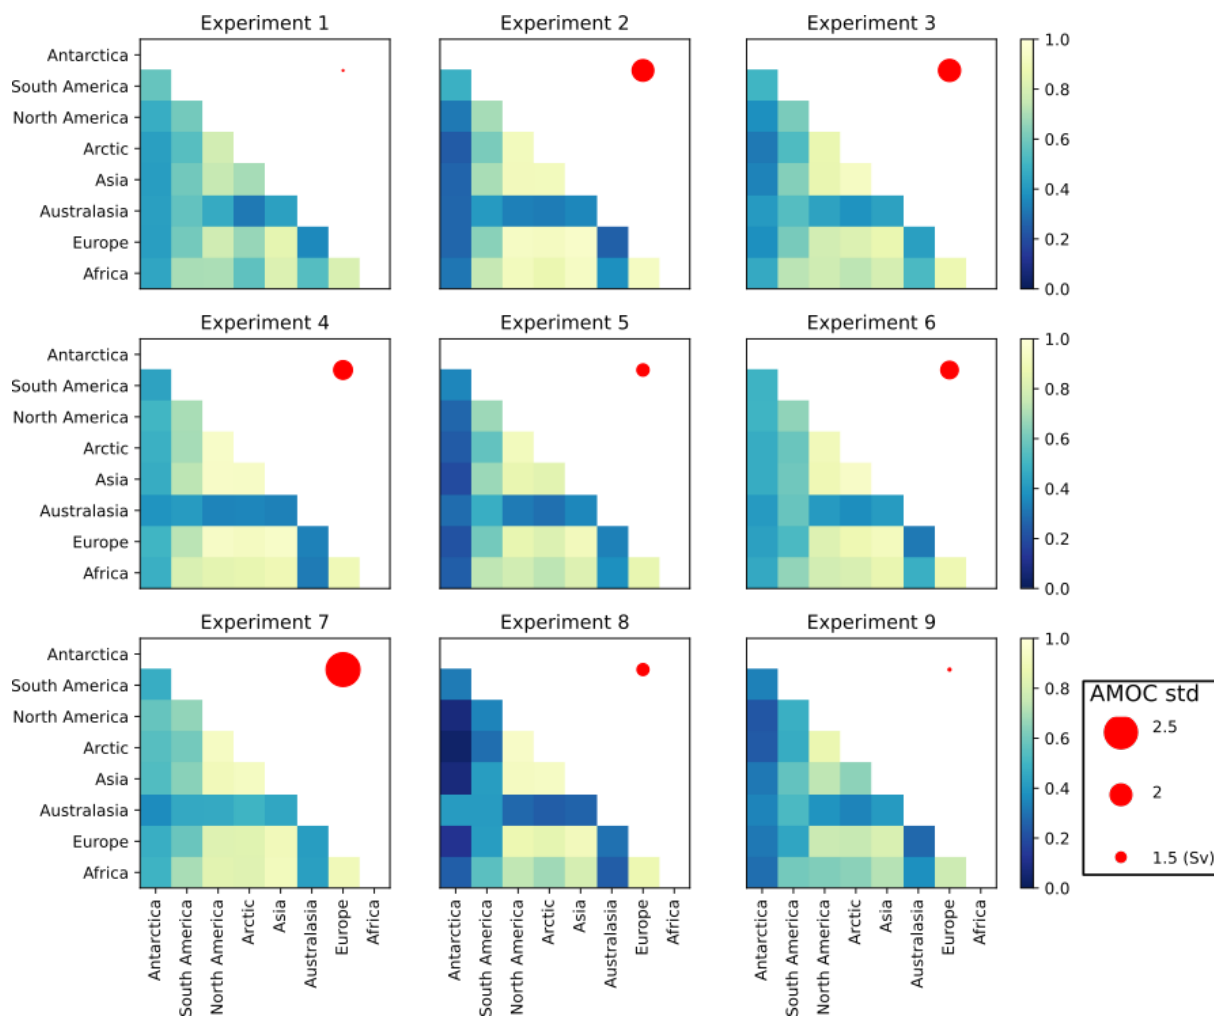 Experiment 1
Experiment 2
Experiment 3
Antarctica
South America
North America
Arctic
Asia
Australasia
Europe
Africa
1.0
0.8
0.6
0.4
0.2
0.0
Experiment 4
Experiment 5
Experiment 6
Antarctica
South America
North America
Arctic
Asia
Australasia
Europe
Africa
1.0
0.8
0.6
0.4
0.2
0.0
Experiment 7
Experiment 8
Experiment 9
Antarctica
South America
North America
Arctic
Asia
Australasia
Europe
Africa
1.0
0.8
0.6
0.4
0.2
0.0
AMOC std
2.5
2
1.5 (Sv)
Antarctica
South America
North America
Arctic
Asia
Australasia
Europe
Africa
Antarctica
South America
North America
Arctic
Asia
Australasia
Europe
Africa
Antarctica
South America
North America
Arctic
Asia
Australasia
Europe
Africa